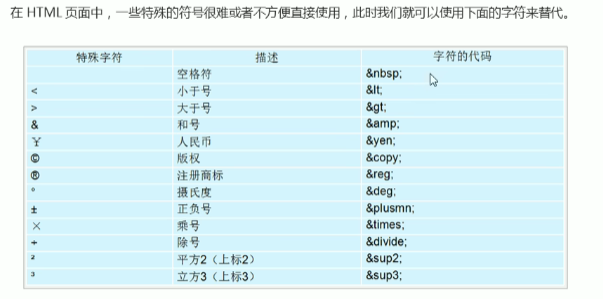 在 HTML 页面中，一些特殊的符号很难或者不方便直接使用，此时我们就可以使用下面的字符来替代。
特殊字符 描述 字符的代码
空格符 &nbsp;
< 小于号 &lt;
> 大于号 &gt;
& 和号 &amp;
¥ 人民币 &yen;
© 版权 &copy;
® 注册商标 &reg;
° 摄氏度 &deg;
± 正负号 &plusmn;
× 乘号 &times;
÷ 除号 &divide;
² 平方2（上标2） &sup2;
³ 立方3（上标3） &sup3;